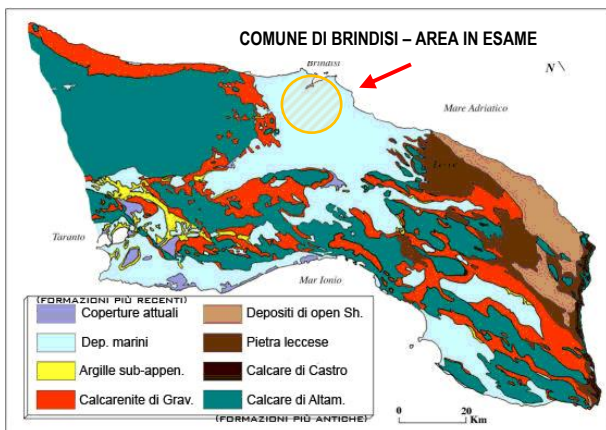 COMUNE DI BRINDISI – AREA IN ESAME
Brindisi
N
Mare Adriatico
Lecce
Taranto
Mar Ionio
(FORMAZIONI PIÙ RECENTI)
Coperture attuali
Depositi di open Sh.
Dep. marini
Pietra leccese
Argille sub-appen.
Calcare di Castro
Calcarenite di Grav.
Calcare di Altam.
(FORMAZIONI PIÙ ANTICHE)
0 20
Km